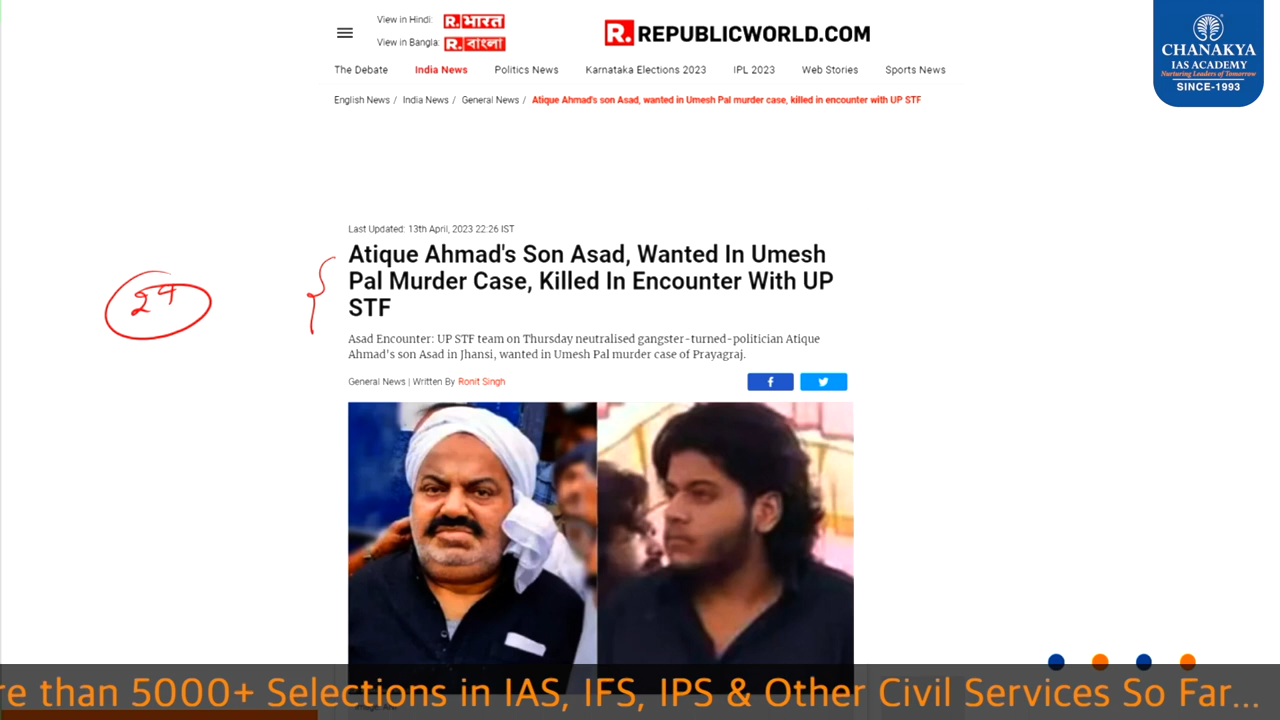 View in Hindi: R.भारत
View in Bangla: R.বাংলা
R.REPUBLICWORLD.COM
CHANAKYA
IAS ACADEMY
Nurturing Leaders of Tomorrow
SINCE-1993
The Debate India News Politics News Karnataka Elections 2023 IPL 2023 Web Stories Sports News
English News / India News / General News / Atique Ahmad's son Asad, wanted in Umesh Pal murder case, killed in encounter with UP STF
Last Updated: 13th April, 2023 22:26 IST
Atique Ahmad's Son Asad, Wanted In Umesh
Pal Murder Case, Killed In Encounter With UP
STF
Asad Encounter: UP STF team on Thursday neutralised gangster-turned-politician Atique
Ahmad's son Asad in Jhansi, wanted in Umesh Pal murder case of Prayagraj.
General News | Written By Ronit Singh
re than 5000+ Selections in IAS, IFS, IPS & Other Civil Services So Far...